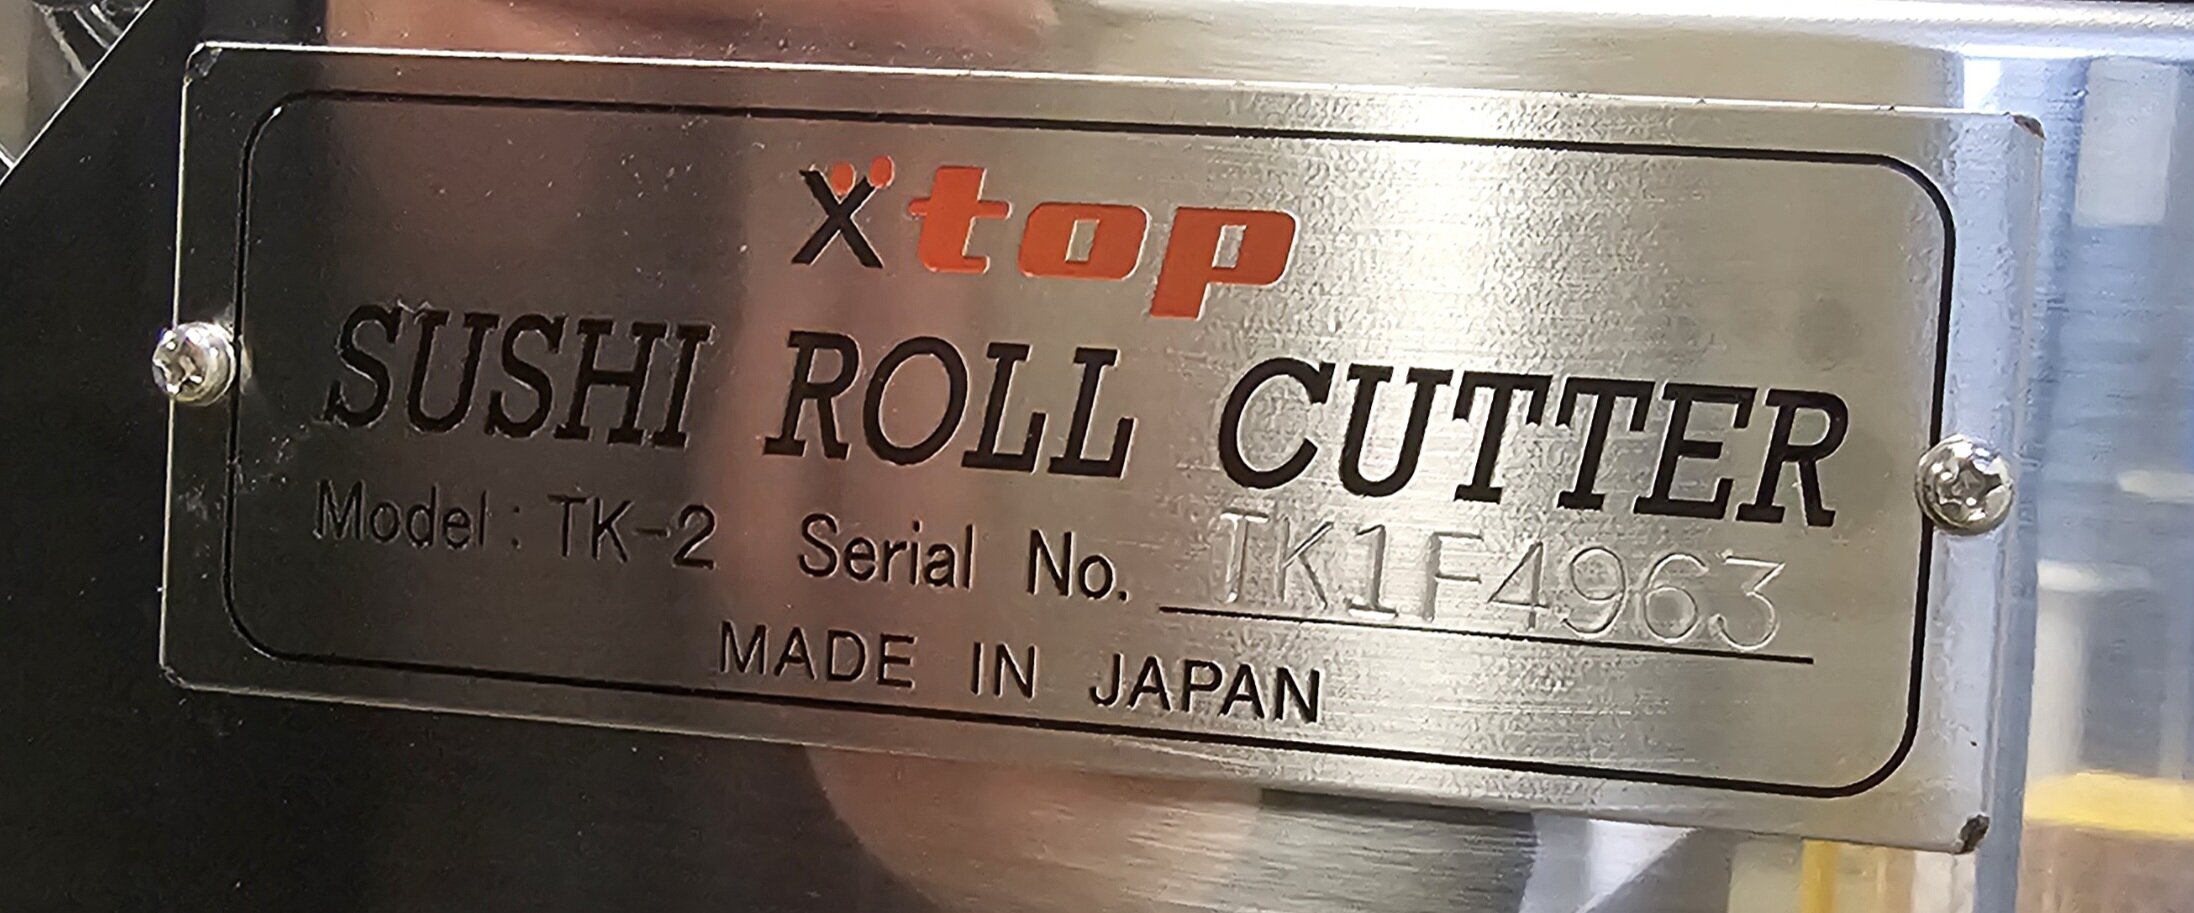 Xtop
SUSHI ROLL CUTTER
Model: TK-2 Serial No. TK1F4963
MADE IN JAPAN